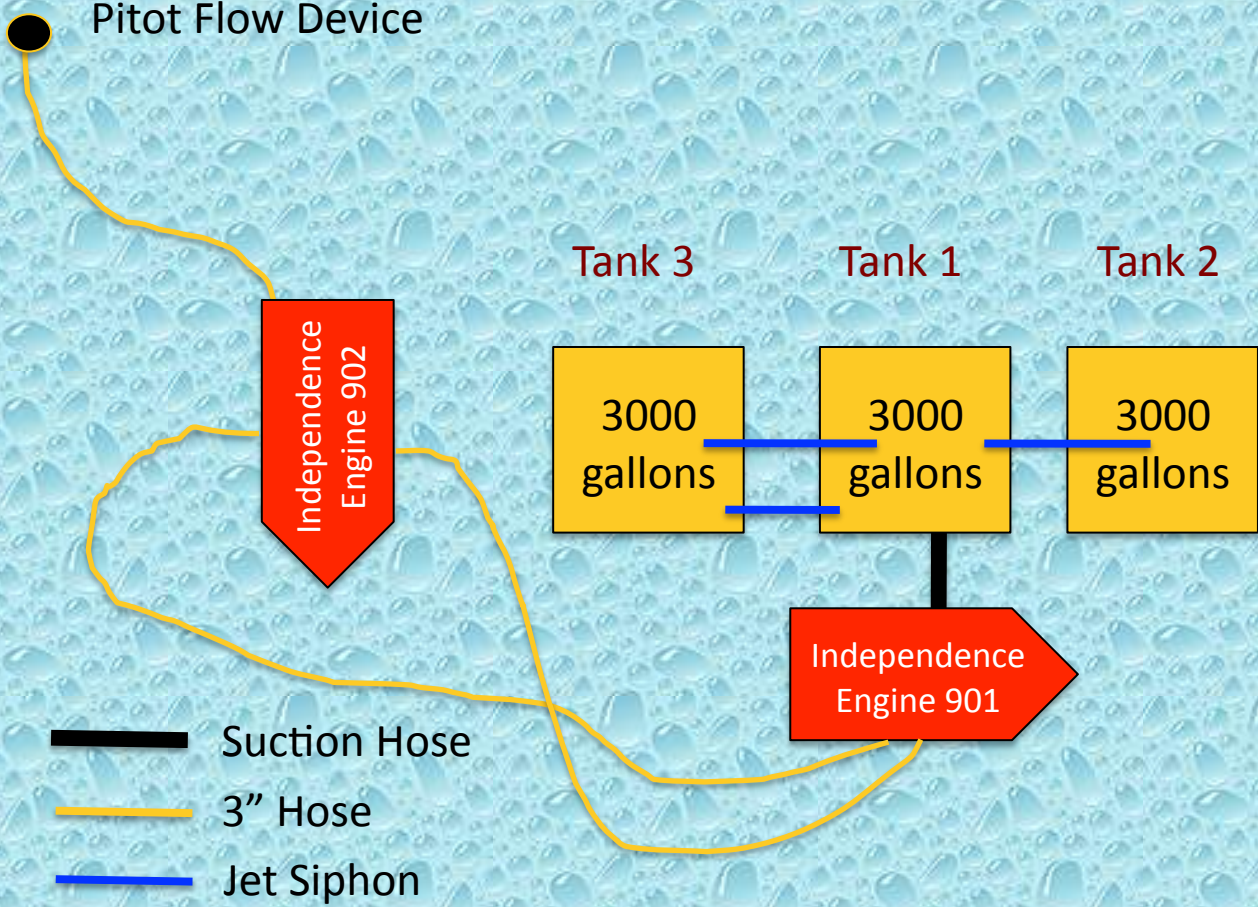 Pitot Flow Device
Tank 3
Tank 1
Tank 2
Independence
Engine 902
3000
gallons
3000
gallons
3000
gallons
Independence
Engine 901
Suction Hose
3” Hose
Jet Siphon